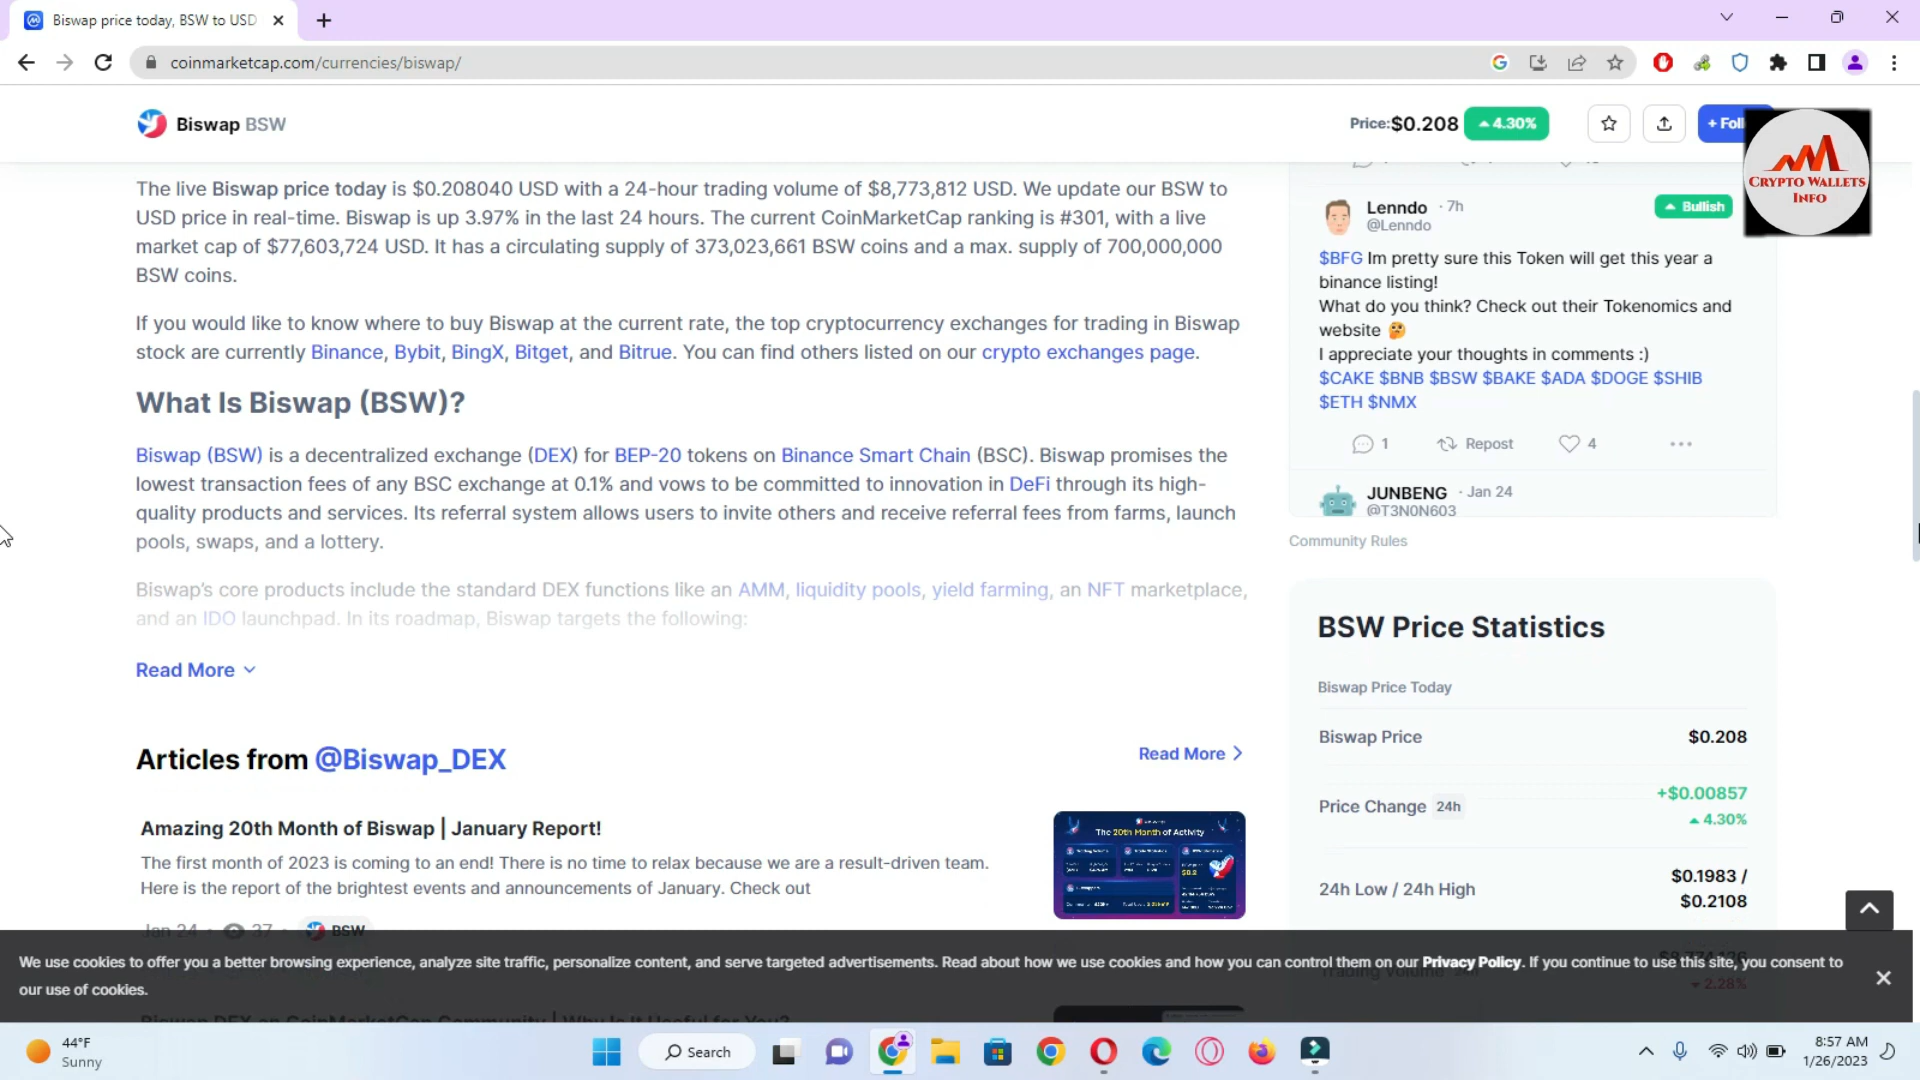 Biswap price today, BSW to USD
coinmarketcap.com/currencies/biswap/
Biswap BSW
Price:$0.208 4.30%
+ Foll
CRYPTO WALLETS
INFO
The live Biswap price today is $0.208040 USD with a 24-hour trading volume of $8,773,812 USD. We update our BSW to
USD price in real-time. Biswap is up 3.97% in the last 24 hours. The current CoinMarketCap ranking is #301, with a live
market cap of $77,603,724 USD. It has a circulating supply of 373,023,661 BSW coins and a max. supply of 700,000,000
BSW coins.
If you would like to know where to buy Biswap at the current rate, the top cryptocurrency exchanges for trading in Biswap
stock are currently Binance, Bybit, BingX, Bitget, and Bitrue. You can find others listed on our crypto exchanges page.
What Is Biswap (BSW)?
Biswap (BSW) is a decentralized exchange (DEX) for BEP-20 tokens on Binance Smart Chain (BSC). Biswap promises the
lowest transaction fees of any BSC exchange at 0.1% and vows to be committed to innovation in DeFi through its high-
quality products and services. Its referral system allows users to invite others and receive referral fees from farms, launch
pools, swaps, and a lottery.
Biswap’s core products include the standard DEX functions like an AMM, liquidity pools, yield farming, an NFT marketplace,
and an IDO launchpad. In its roadmap, Biswap targets the following:
Read More
Articles from @Biswap_DEX
Read More
Amazing 20th Month of Biswap | January Report!
The first month of 2023 is coming to an end! There is no time to relax because we are a result-driven team.
Here is the report of the brightest events and announcements of January. Check out
The 20th Month of Activity
Jan 24 · 37 · BSW
Lenndo · 7h
@Lenndo
Bullish
$BFG Im pretty sure this Token will get this year a
binance listing!
What do you think? Check out their Tokenomics and
website
I appreciate your thoughts in comments :)
$CAKE $BNB $BSW $BAKE $ADA $DOGE $SHIB
$ETH $NMX
1 Repost 4
JUNBENG · Jan 24
@T3N0N603
Community Rules
BSW Price Statistics
Biswap Price Today
Biswap Price $0.208
Price Change 24h +$0.00857
4.30%
24h Low / 24h High $0.1983 /
$0.2108
Trading Volume 24h
2.28%
We use cookies to offer you a better browsing experience, analyze site traffic, personalize content, and serve targeted advertisements. Read about how we use cookies and how you can control them on our Privacy Policy. If you continue to use this site, you consent to
our use of cookies.
Biswap DEX on CoinMarketCap Community | Why Is It Useful for You?
44°F
Sunny
Search
8:57 AM
1/26/2023